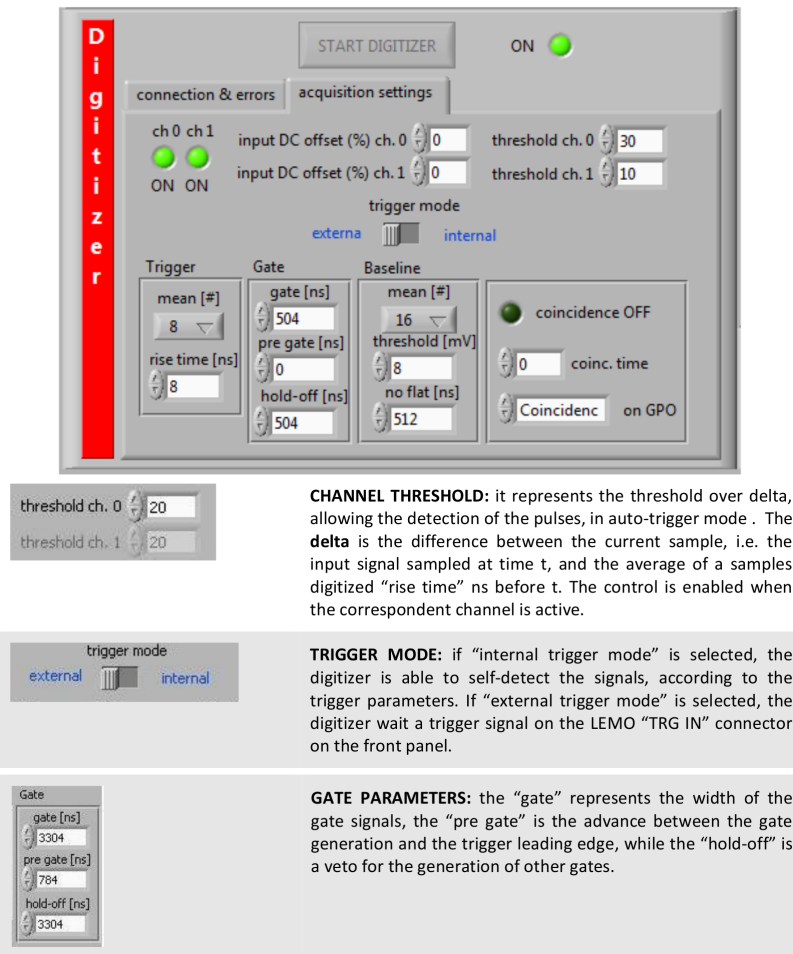 Digitizer
START DIGITIZER
ON
connection & errors
acquisition settings
ch 0 ch 1
ON ON
input DC offset (%) ch. 0 0
threshold ch. 0 30
input DC offset (%) ch. 1 0
threshold ch. 1 10
trigger mode
externa
internal
Trigger
mean [#]
8
rise time [ns]
8
Gate
gate [ns]
504
pre gate [ns]
0
hold-off [ns]
504
Baseline
mean [#]
16
threshold [mV]
8
no flat [ns]
512
coincidence OFF
0 coinc. time
Coincidenc on GPO
threshold ch. 0 20
threshold ch. 1 20
CHANNEL THRESHOLD: it represents the threshold over delta,
allowing the detection of the pulses, in auto-trigger mode . The
delta is the difference between the current sample, i.e. the
input signal sampled at time t, and the average of a samples
digitized “rise time” ns before t. The control is enabled when
the correspondent channel is active.
trigger mode
external
internal
TRIGGER MODE: if “internal trigger mode” is selected, the
digitizer is able to self-detect the signals, according to the
trigger parameters. If “external trigger mode” is selected, the
digitizer wait a trigger signal on the LEMO “TRG IN” connector
on the front panel.
Gate
gate [ns]
3304
pre gate [ns]
784
hold-off [ns]
3304
GATE PARAMETERS: the “gate” represents the width of the
gate signals, the “pre gate” is the advance between the gate
generation and the trigger leading edge, while the “hold-off” is
a veto for the generation of other gates.